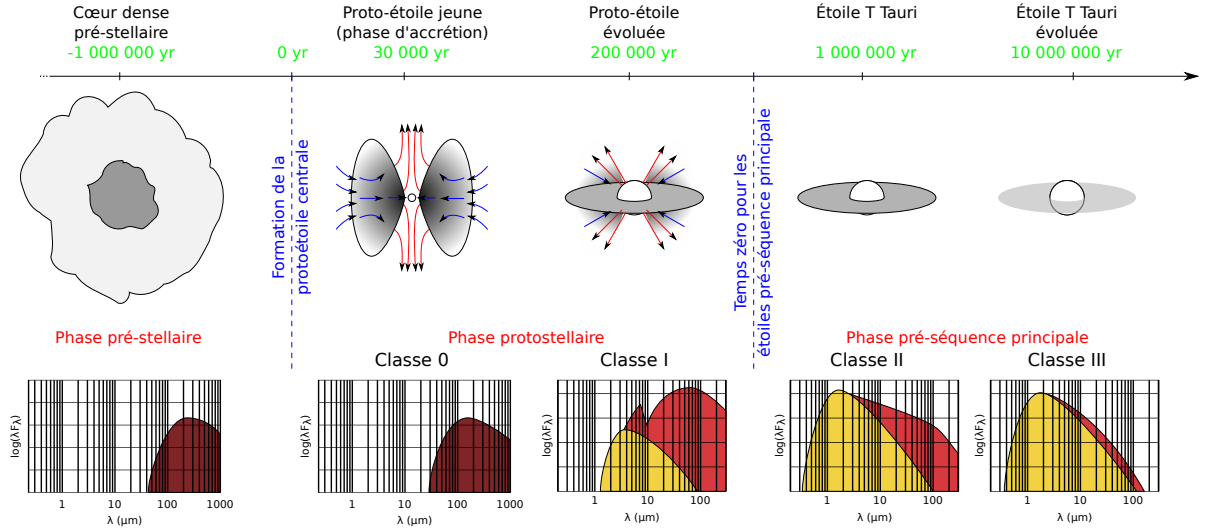 Cœur dense
pré-stellaire
-1 000 000 yr
0 yr
Proto-étoile jeune
(phase d'accrétion)
30 000 yr
Proto-étoile
évoluée
200 000 yr
Étoile T Tauri
1 000 000 yr
Étoile T Tauri
évoluée
10 000 000 yr
Formation de la
protoétoile centrale
Temps zéro pour les
étoiles pré-séquence principale
Phase pré-stellaire
Phase protostellaire
Phase pré-séquence principale
Classe 0
Classe I
Classe II
Classe III
log(λFλ)
1 10 100 1000
λ (µm)
log(λFλ)
1 10 100 1000
λ (µm)
log(λFλ)
1 10 100
λ (µm)
log(λFλ)
1 10 100
λ (µm)
log(λFλ)
1 10 100
λ (µm)